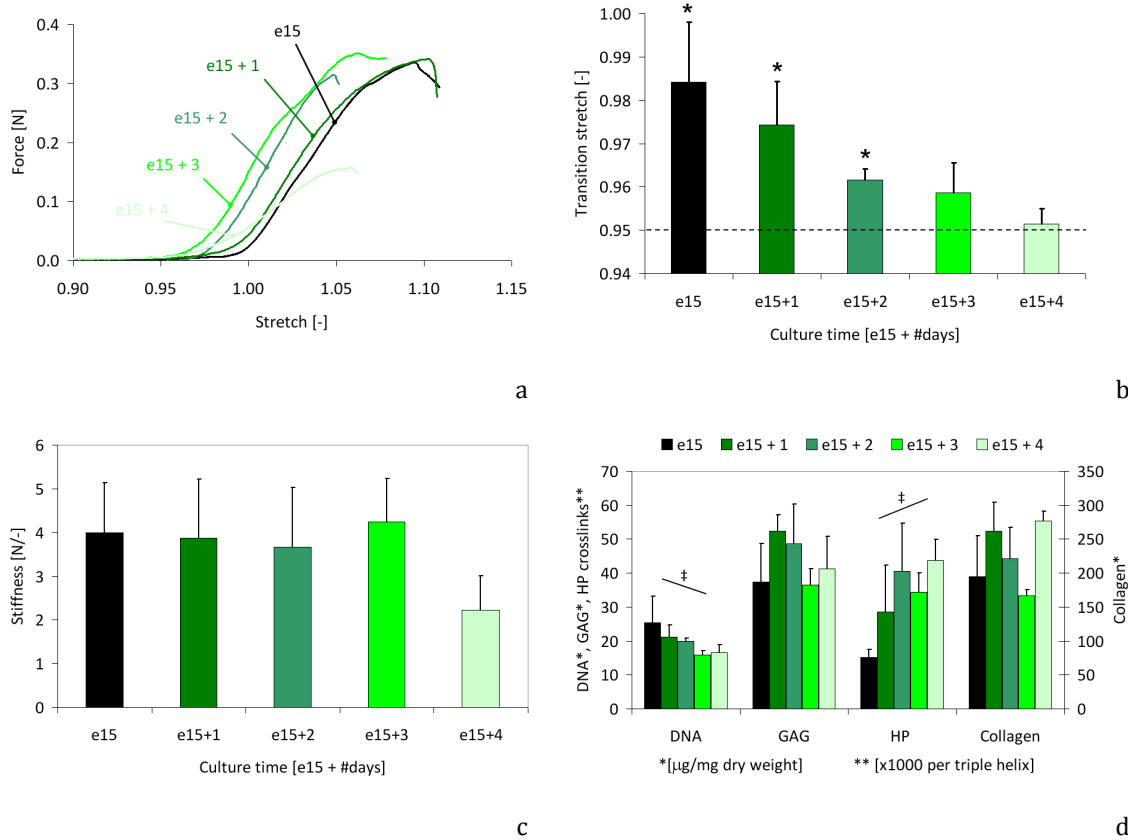 0.4
0.3
0.2
0.1
0.0
Force [N]
0.90 0.95 1.00 1.05 1.10 1.15
Stretch [-]
e15
e15 + 1
e15 + 2
e15 + 3
e15 + 4
a
1.00
0.99
0.98
0.97
0.96
0.95
0.94
Transition stretch [-]
* * *
e15 e15+1 e15+2 e15+3 e15+4
Culture time [e15 + #days]
b
6
5
4
3
2
1
0
Stiffness [N/-]
e15 e15+1 e15+2 e15+3 e15+4
Culture time [e15 + #days]
c
e15 e15 + 1 e15 + 2 e15 + 3 e15 + 4
70
60
50
40
30
20
10
0
DNA*, GAG*, HP crosslinks**
‡ ‡
350
300
250
200
150
100
50
0
Collagen*
DNA GAG HP Collagen
*[µg/mg dry weight] ** [x1000 per triple helix]
d